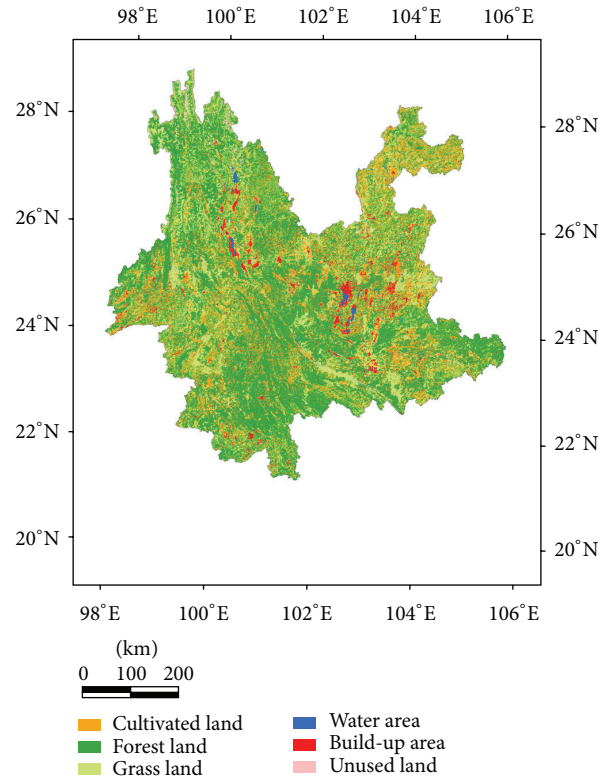 98°E 100°E 102°E 104°E 106°E
28°N 28°N
26°N 26°N
24°N 24°N
22°N 22°N
20°N 20°N
98°E 100°E 102°E 104°E 106°E
(km)
0 100 200
Cultivated land Water area
Forest land Build-up area
Grass land Unused land